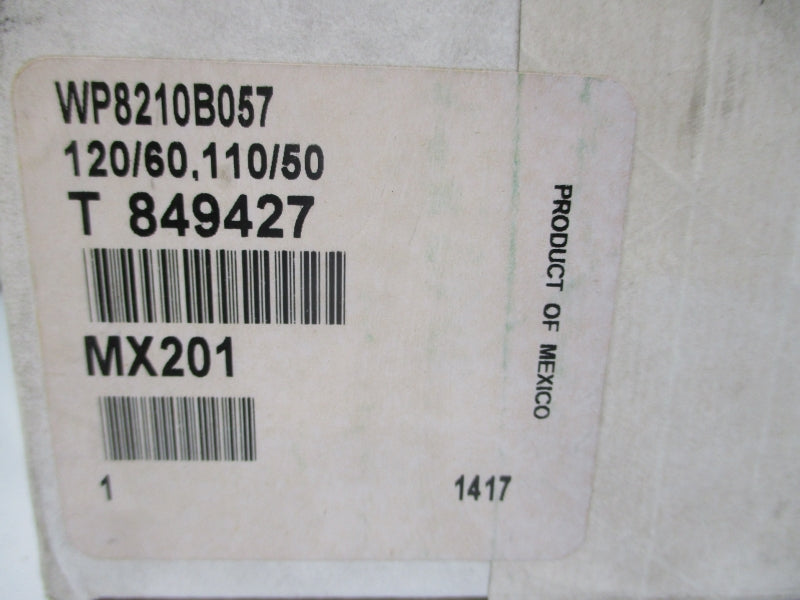 WP8210B057
120/60,110/50
T 849427
MX201
1
1417
PRODUCT OF MEXICO